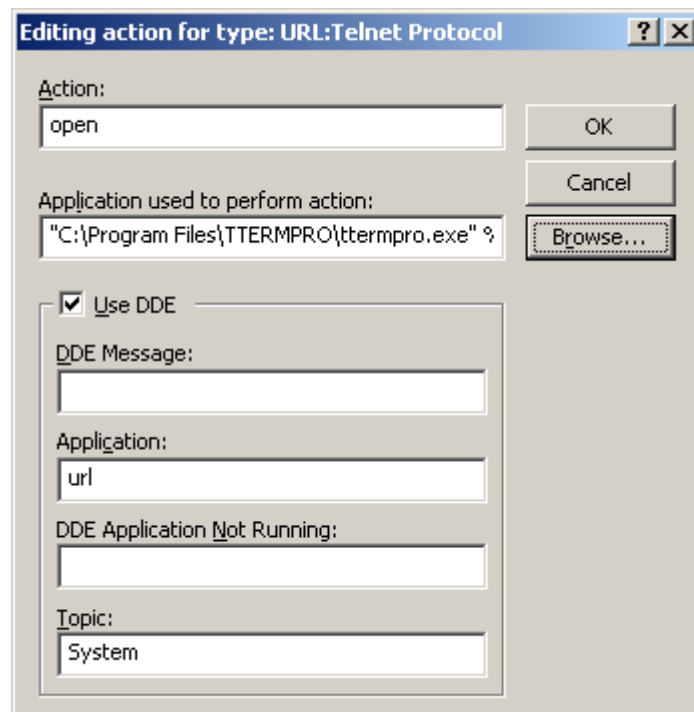 Editing action for type: URL:Telnet Protocol
Action:
open
OK
Cancel
Application used to perform action:
"C:\Program Files\TTERMPRO\ttermpro.exe" %
Browse...
Use DDE
DDE Message:
Application:
url
DDE Application Not Running:
Topic:
System